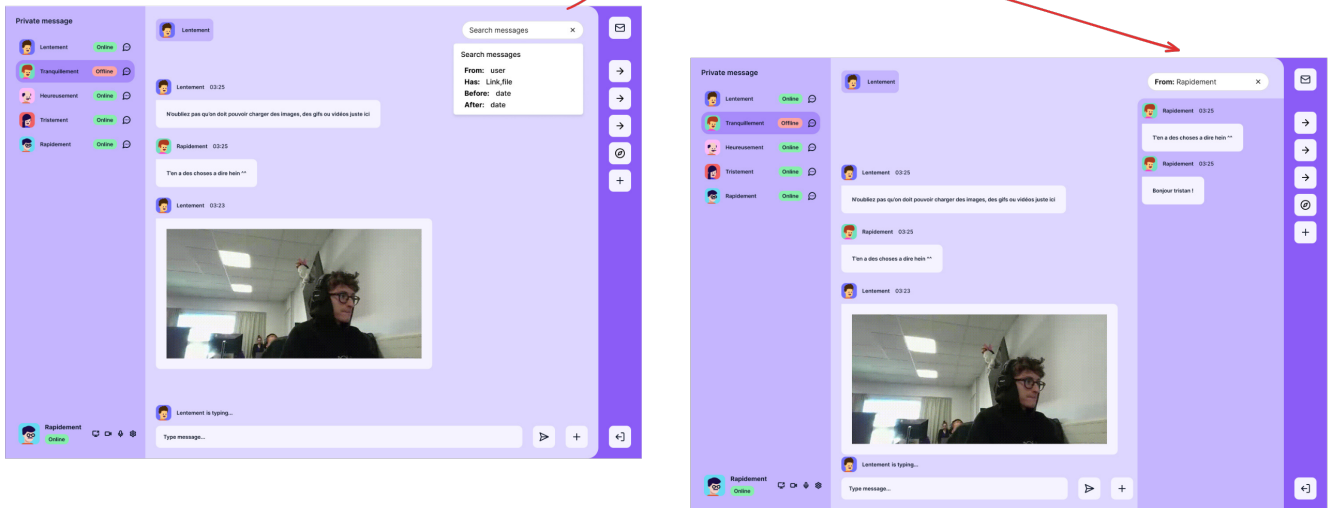 Private message
Lentement Online
Tranquillement Offline
Heureusement Online
Tristement Online
Rapidement Online
Rapidement
Online
Lentement
Search messages ×
Search messages
From: user
Has: Link,file
Before: date
After: date
Lentement 03:25
N'oubliez pas qu'on doit pouvoir charger des images, des gifs ou vidéos juste ici
Rapidement 03:25
T'en a des choses a dire hein ^^
Lentement 03:23
Lentement is typing...
Type message...
Private message
Lentement Online
Tranquillement Offline
Heureusement Online
Tristement Online
Rapidement Online
Rapidement
Online
Lentement
Lentement 03:25
N'oubliez pas qu'on doit pouvoir charger des images, des gifs ou vidéos juste ici
Rapidement 03:25
T'en a des choses a dire hein ^^
Lentement 03:23
Lentement is typing...
Type message...
From: Rapidement ×
Rapidement 03:25
T'en a des choses a dire hein ^^
Rapidement 03:25
Bonjour tristan !